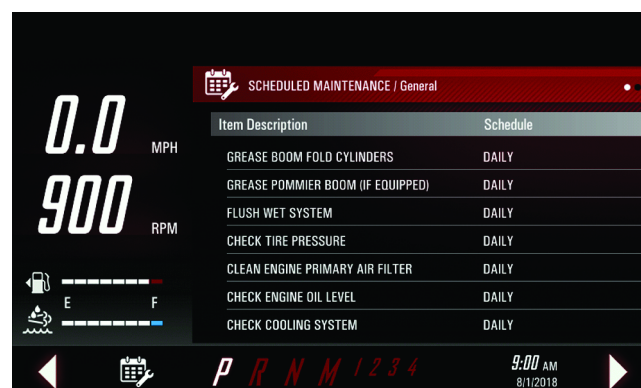 SCHEDULED MAINTENANCE / General
0.0 MPH
Item Description Schedule
GREASE BOOM FOLD CYLINDERS DAILY
GREASE POMMIER BOOM (IF EQUIPPED) DAILY
900 RPM
FLUSH WET SYSTEM DAILY
CHECK TIRE PRESSURE DAILY
CLEAN ENGINE PRIMARY AIR FILTER DAILY
E F
CHECK ENGINE OIL LEVEL DAILY
CHECK COOLING SYSTEM DAILY
P R N M 1 2 3 4
9:00 AM
8/1/2018